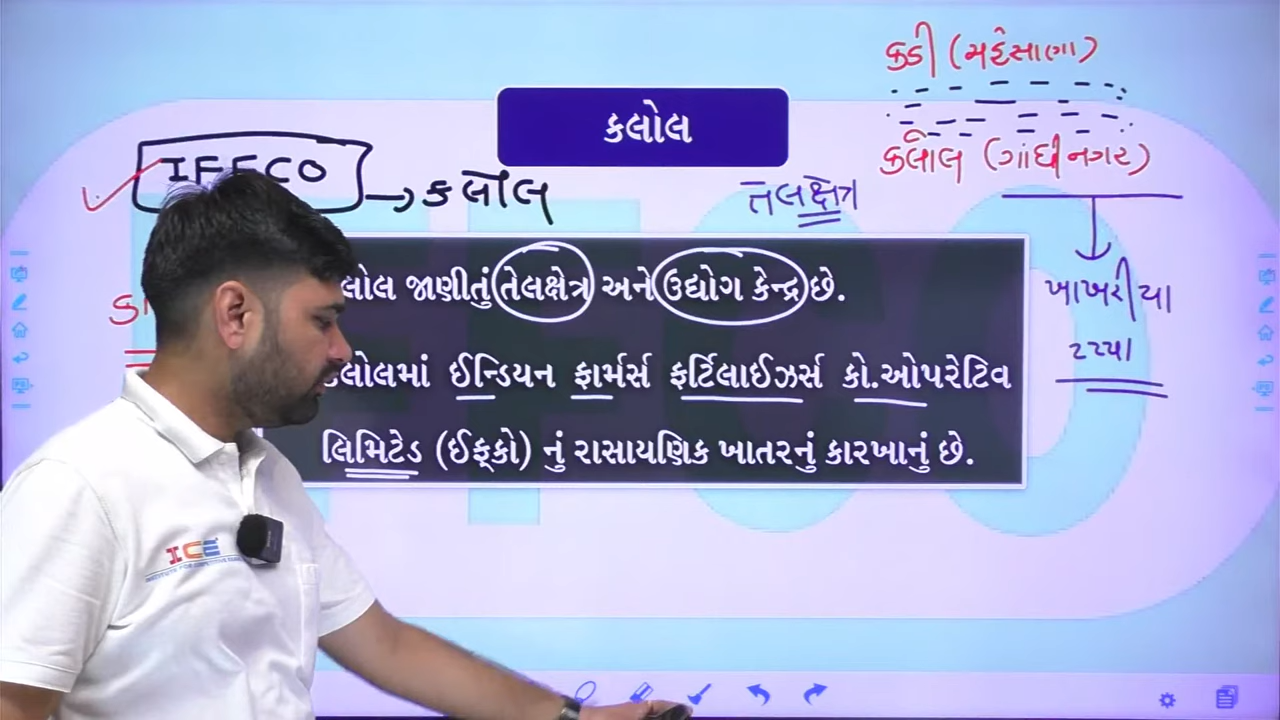 કડી (મહેસાણા)
કલોલ
કલોલ (ગાંધીનગર)
IFFCO → કલોલ
તેલક્ષેત્ર
લોલ જાણીતું તેલક્ષેત્ર અને ઉદ્યોગ કેન્દ્ર છે.
ખાખરીયા
ટપ્પા
કલોલમાં ઈન્ડિયન ફાર્મર્સ ફર્ટિલાઈઝર્સ કો.ઓપરેટિવ
લિમિટેડ (ઈફ્કો) નું રાસાયણિક ખાતરનું કારખાનું છે.
ICE